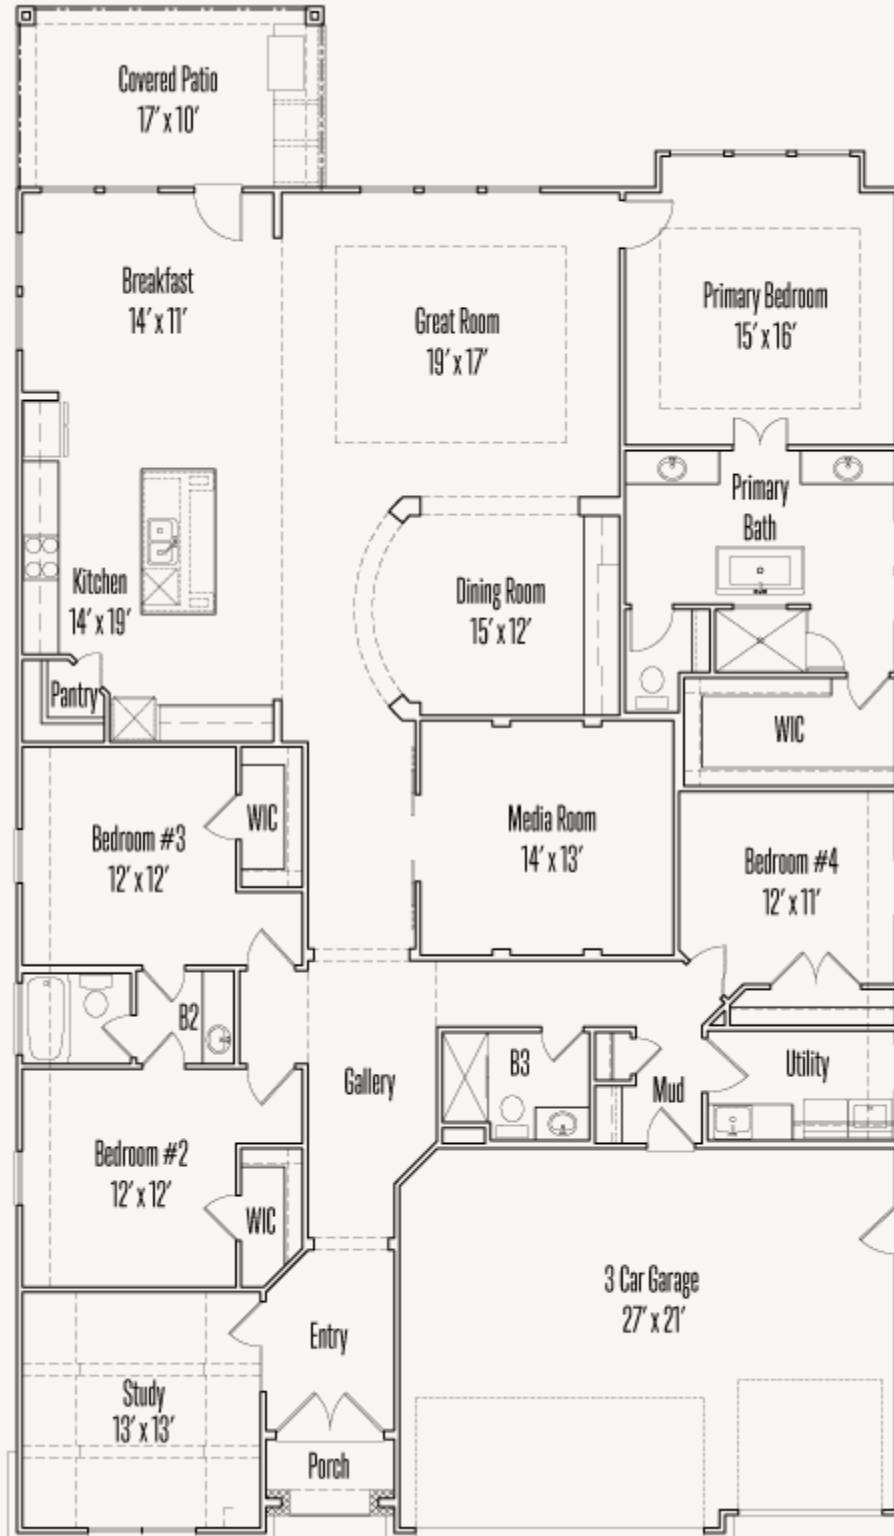 Covered Patio
17' x 10'
Breakfast
14' x 11'
Great Room
19' x 17'
Primary Bedroom
15' x 16'
Primary
Bath
Kitchen
14' x 19'
Dining Room
15' x 12'
Pantry
WIC
Bedroom #3
12' x 12'
WIC
Media Room
14' x 13'
Bedroom #4
12' x 11'
B2
Gallery
B3
Mud
Utility
Bedroom #2
12' x 12'
WIC
3 Car Garage
27' x 21'
Entry
Study
13' x 13'
Porch